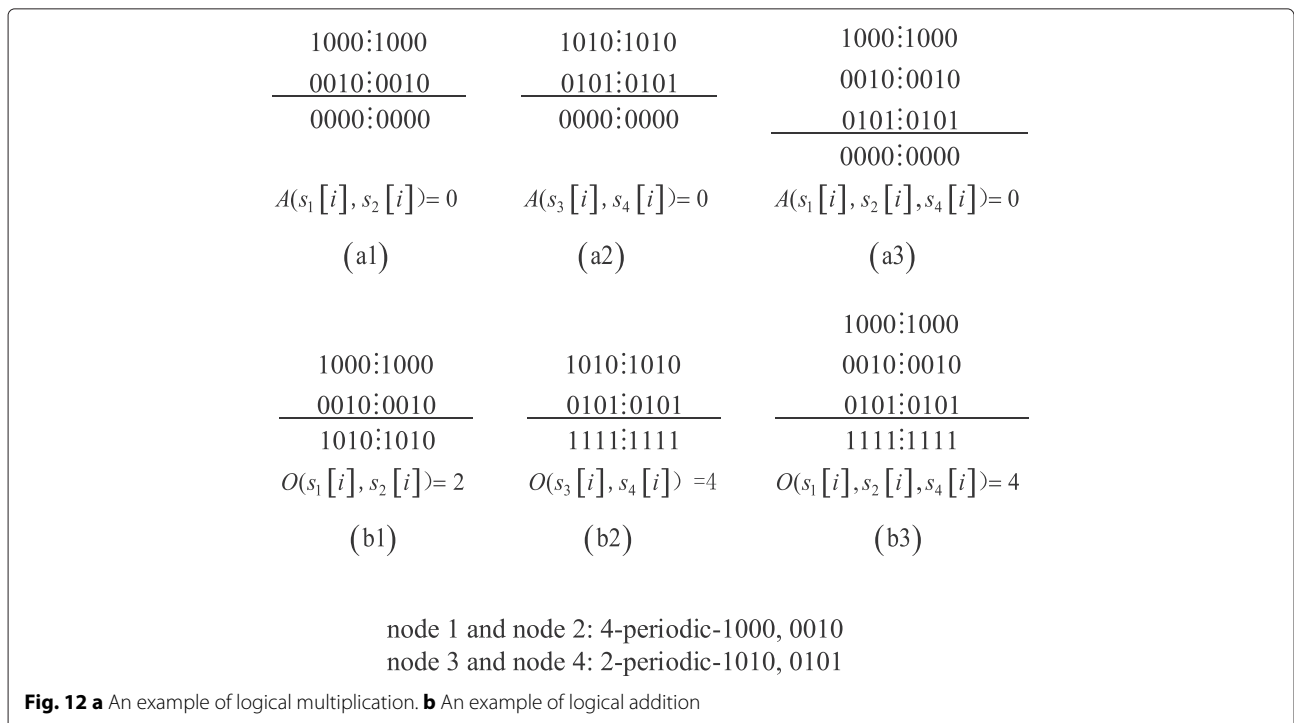 1000⋮1000
0010⋮0010
0000⋮0000
A(s₁[i], s₂[i])= 0
(a1)
1010⋮1010
0101⋮0101
0000⋮0000
A(s₃[i], s₄[i])= 0
(a2)
1000⋮1000
0010⋮0010
0101⋮0101
0000⋮0000
A(s₁[i], s₂[i], s₄[i])= 0
(a3)
1000⋮1000
0010⋮0010
1010⋮1010
O(s₁[i], s₂[i])= 2
(b1)
1010⋮1010
0101⋮0101
1111⋮1111
O(s₃[i], s₄[i]) =4
(b2)
1000⋮1000
0010⋮0010
0101⋮0101
1111⋮1111
O(s₁[i], s₂[i], s₄[i])= 4
(b3)
node 1 and node 2: 4-periodic-1000, 0010
node 3 and node 4: 2-periodic-1010, 0101
Fig. 12 a An example of logical multiplication. b An example of logical addition